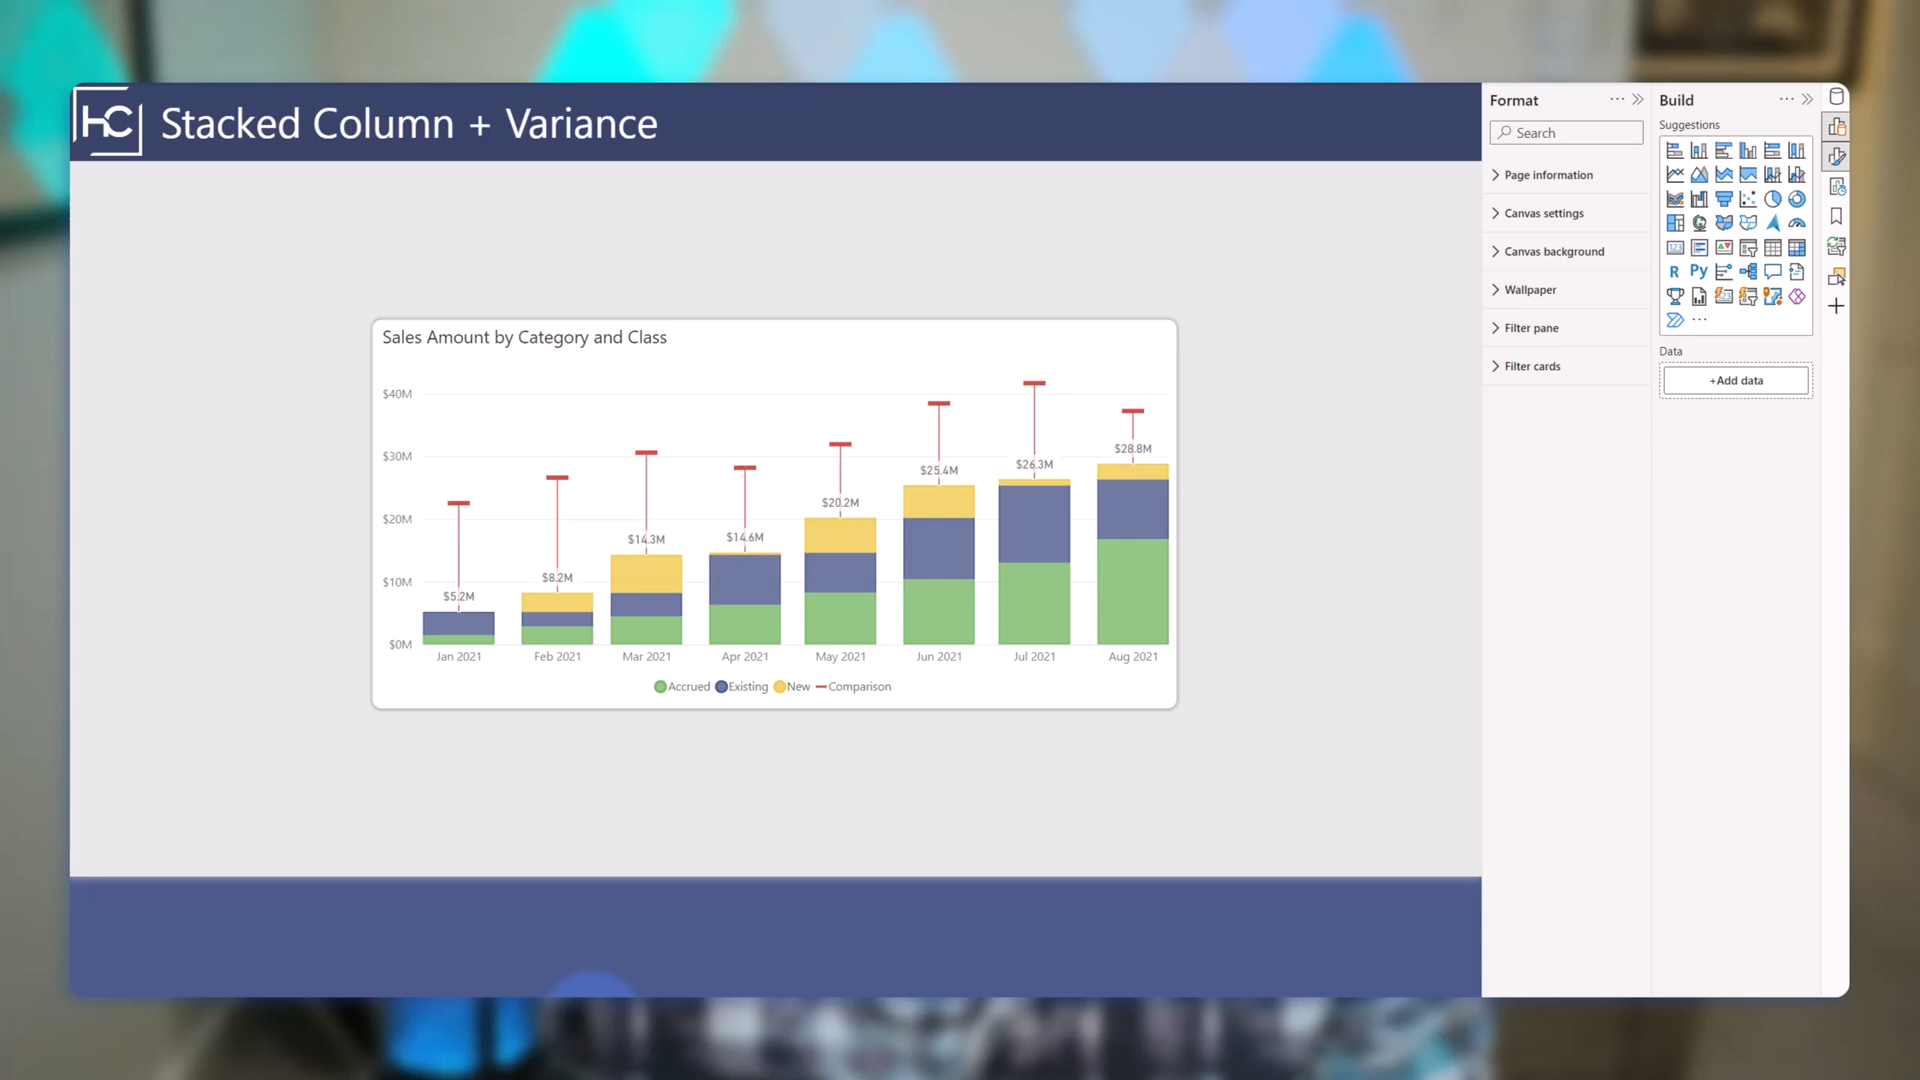 HC
Stacked Column + Variance
Sales Amount by Category and Class
$40M
$30M
$20M
$10M
$0M
$5.2M
$8.2M
$14.3M
$14.6M
$20.2M
$25.4M
$26.3M
$28.8M
Jan 2021 Feb 2021 Mar 2021 Apr 2021 May 2021 Jun 2021 Jul 2021 Aug 2021
Accrued Existing New Comparison
Format
Search
Page information
Canvas settings
Canvas background
Wallpaper
Filter pane
Filter cards
Build
Suggestions
123
R Py
123
Data
+Add data